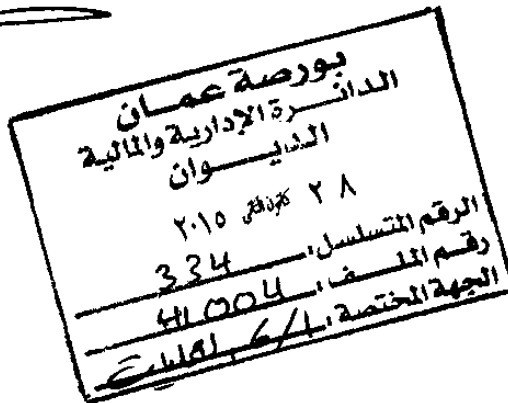 بورصة عمان
الدائرة الإدارية والمالية
الديوان
٢٨ كانون الثاني ٢٠١٥
الرقم المتسلسل: 334
رقم الملف: 41004
الجهة المختصة: